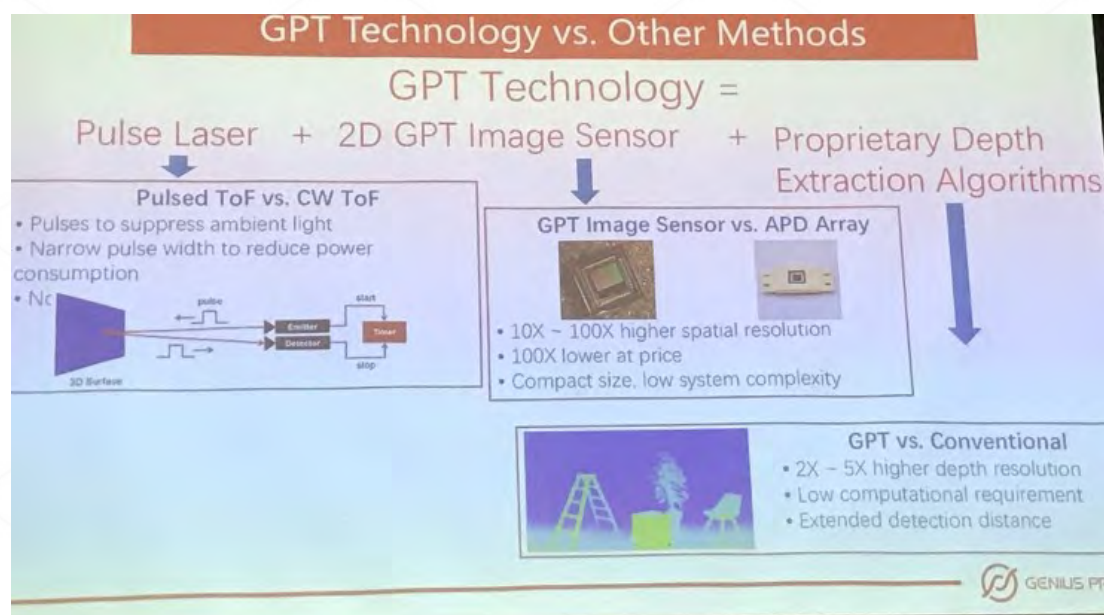 GPT Technology vs. Other Methods
GPT Technology =
Pulse Laser + 2D GPT Image Sensor + Proprietary Depth
Extraction Algorithms
Pulsed ToF vs. CW ToF
• Pulses to suppress ambient light
• Narrow pulse width to reduce power
consumption
•
pulse
start
Emitter
Detector
Timer
stop
3D Surface
GPT Image Sensor vs. APD Array
• 10X ~ 100X higher spatial resolution
• 100X lower at price
• Compact size, low system complexity
GPT vs. Conventional
• 2X ~ 5X higher depth resolution
• Low computational requirement
• Extended detection distance
GENIUS